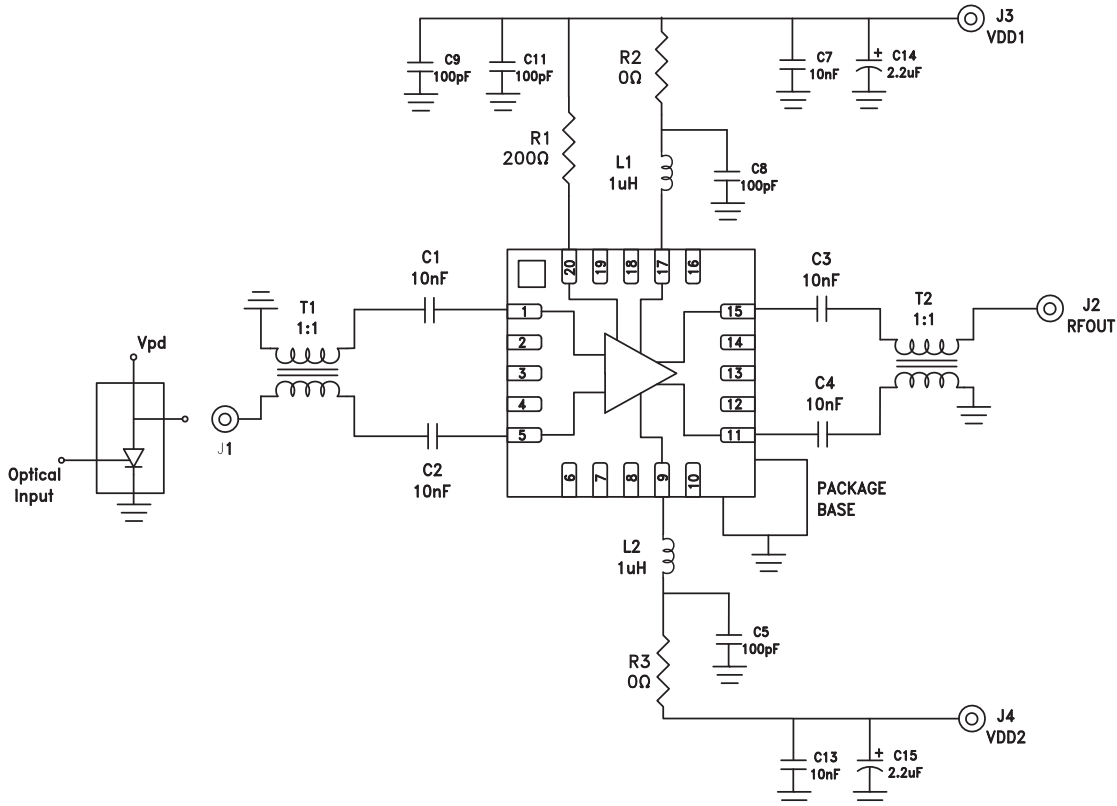 J3
VDD1
C9
100pF
C11
100pF
R2
0Ω
C7
10nF
+
C14
2.2uF
R1
200Ω
L1
1uH
C8
100pF
C1
10nF
20
19
18
17
16
C3
10nF
T1
1:1
T2
1:1
J2
RFOUT
1
2
3
4
5
15
14
13
12
11
Vpd
C4
10nF
J1
Optical
Input
C2
10nF
6
7
8
9
10
PACKAGE
BASE
L2
1uH
C5
100pF
R3
0Ω
J4
VDD2
C13
10nF
+
C15
2.2uF